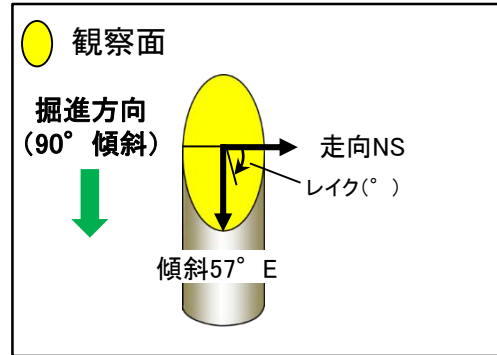 観察面
掘進方向
(90°傾斜)
走向NS
レイク(°)
傾斜57°E